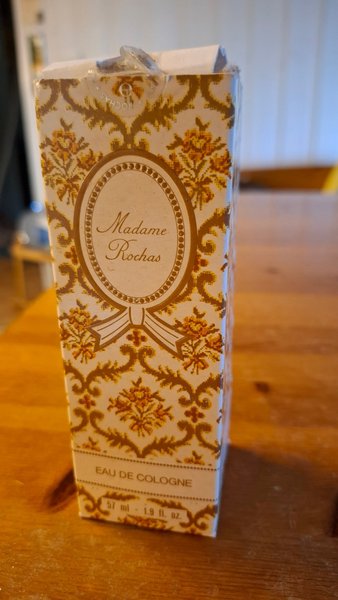 Madame
Rochas
EAU DE COLOGNE
57 ml - 1.9 fl. oz.